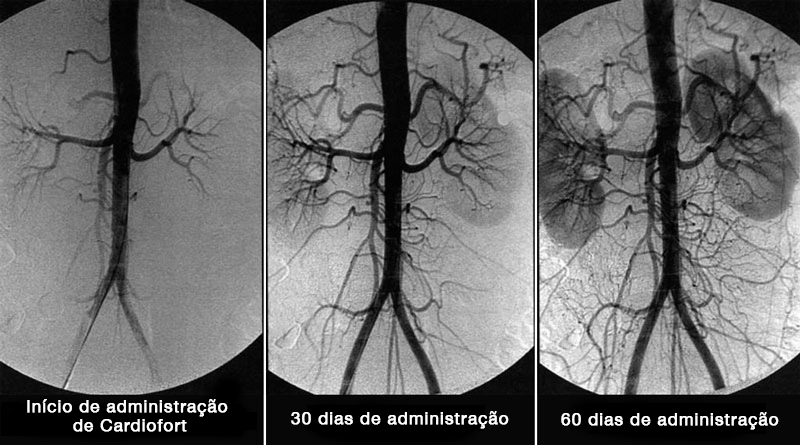 Início de administração
de Cardiofort
30 dias de administração
60 dias de administração